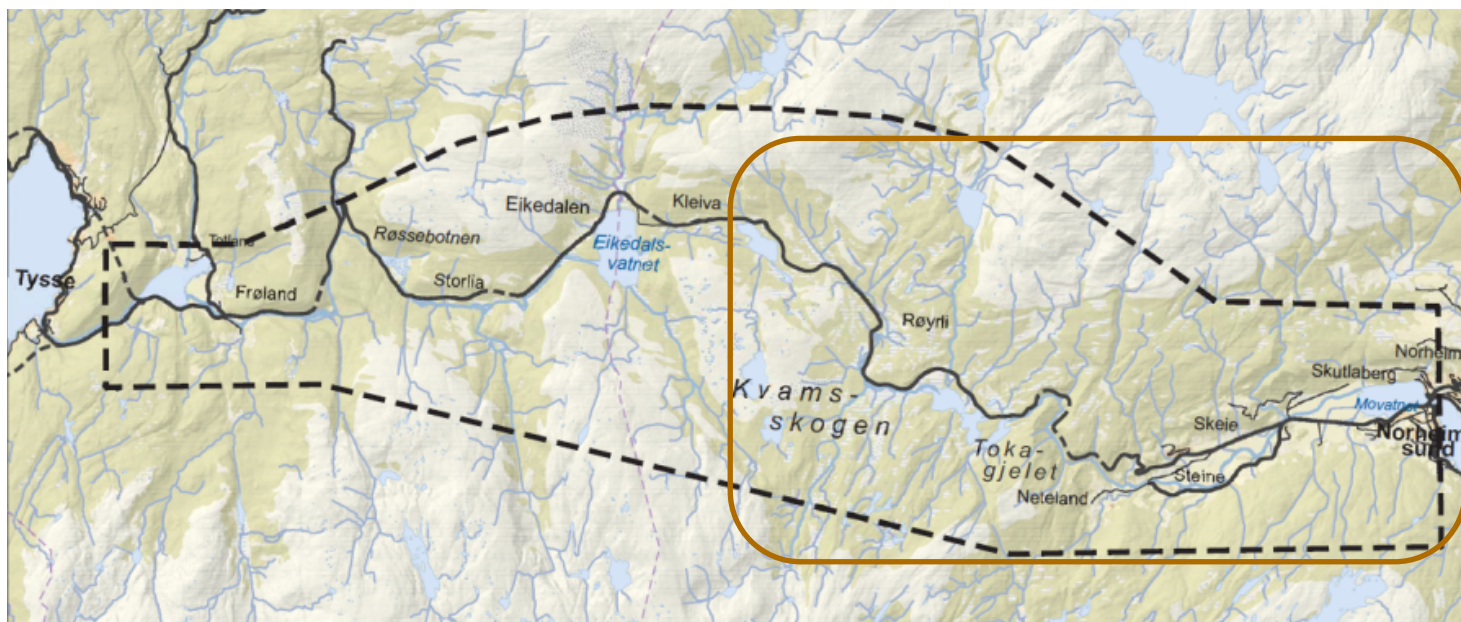 Tysse
Totland
Frøland
Røssebotnen
Storlia
Eikedalen
Eikedals-
vatnet
Kleiva
Røyrli
Kvams-
skogen
Toka-
gjelet
Neteland
Steine
Skeie
Skutlaberg
Norheim
Movatnet
Norheim
sund